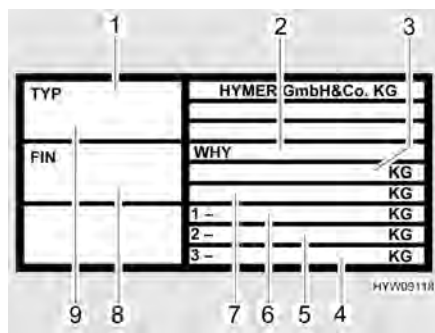 1 2 3
TYP HYMER GmbH&Co. KG
FIN WHY
KG
KG
1 – KG
2 – KG
3 – KG
HYW09118
9 8 7 6 5 4